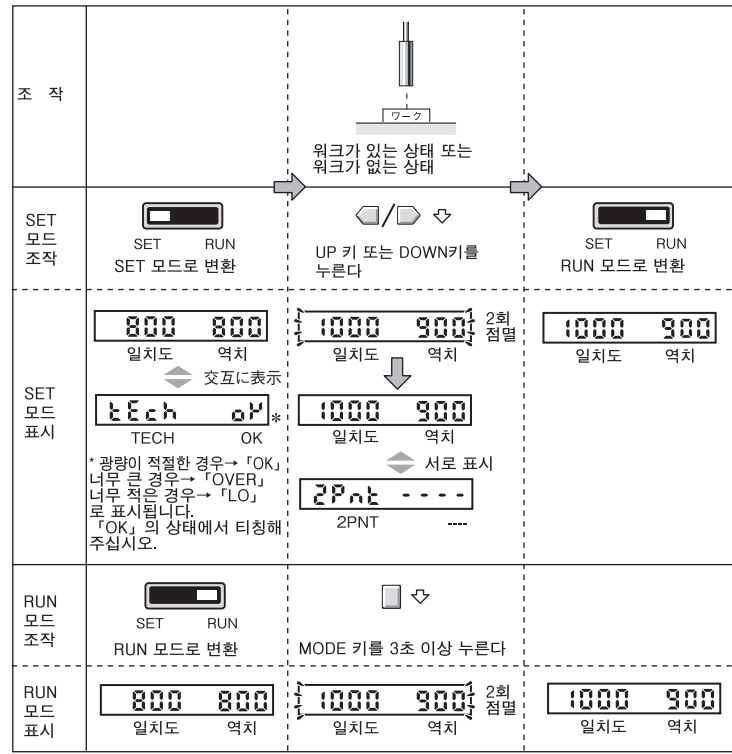 조 작
ワーク
워크가 있는 상태 또는
워크가 없는 상태
SET
모드
조작
SET RUN
SET 모드로 변환
/
UP 키 또는 DOWN키를
누른다
SET RUN
RUN 모드로 변환
SET
모드
표시
800 800
일치도 역치
交互に表示
tEch oK *
TECH OK
* 광량이 적절한 경우→「OK」
너무 큰 경우→「OVER」
너무 적은 경우→「LO」
로 표시됩니다.
「OK」의 상태에서 티칭해
주십시오.
1000 900 2회
점멸
일치도 역치
1000 900
일치도 역치
서로 표시
2Pnt ----
2PNT ----
1000 900
일치도 역치
RUN
모드
조작
SET RUN
RUN 모드로 변환
MODE 키를 3초 이상 누른다
RUN
모드
표시
800 800
일치도 역치
1000 900 2회
점멸
일치도 역치
1000 900
일치도 역치